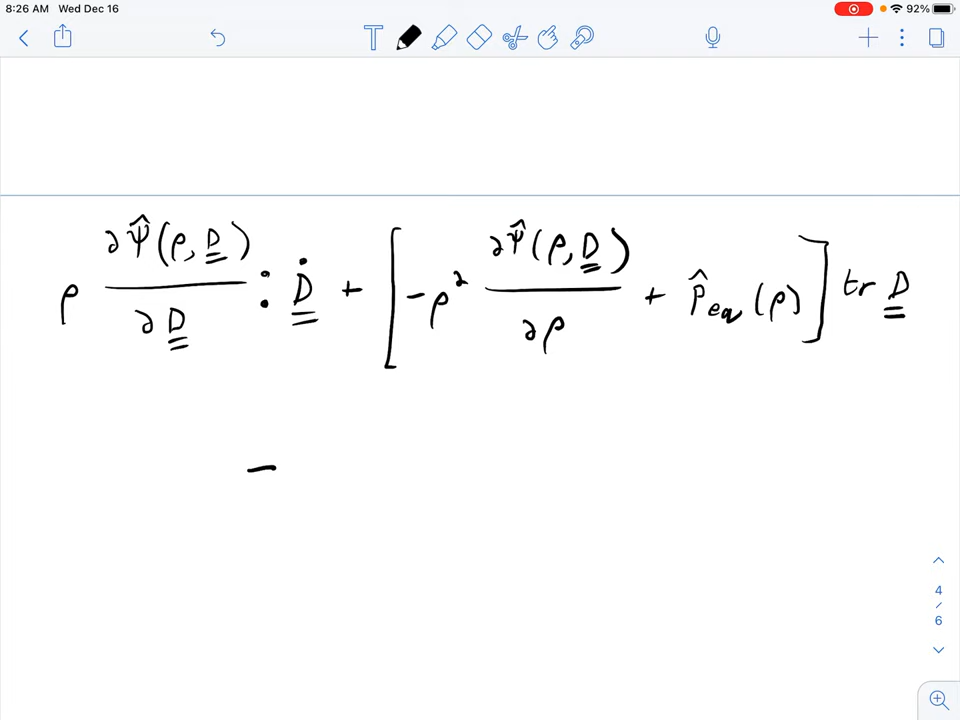 8:26 AM Wed Dec 16 92%
T
ρ ∂Ψ̂(ρ, D̳)/∂D̳ : Ḋ̳ + [ -ρ² ∂Ψ̂(ρ, D̳)/∂ρ + P̂eq(ρ) ] tr D̳
−
4
/
6